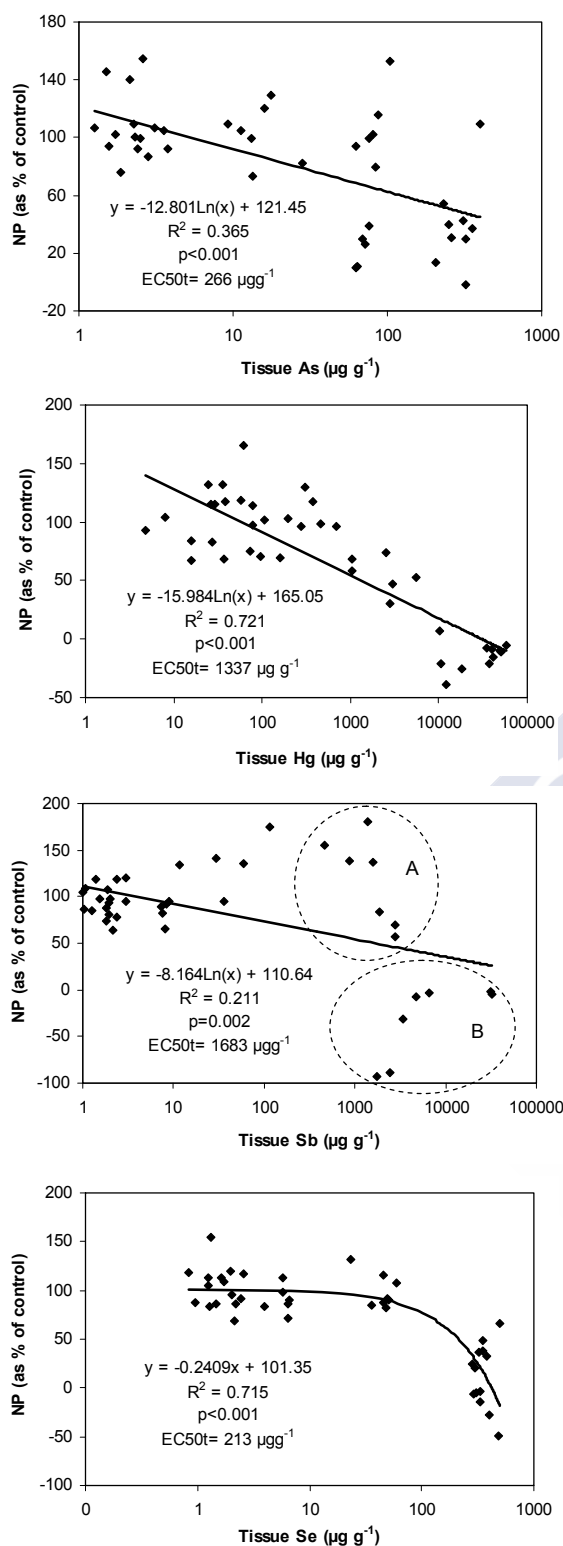 180
140
100
60
20
-20
NP (as % of control)
y = -12.801Ln(x) + 121.45
R² = 0.365
p<0.001
EC50t= 266 µgg⁻¹
1 10 100 1000
Tissue As (µg g⁻¹)
200
150
100
50
0
-50
NP (as % of control)
y = -15.984Ln(x) + 165.05
R² = 0.721
p<0.001
EC50t= 1337 µg g⁻¹
1 10 100 1000 10000 100000
Tissue Hg (µg g⁻¹)
200
150
100
50
0
-50
-100
NP (as % of control)
A
y = -8.164Ln(x) + 110.64
R² = 0.211
p=0.002
EC50t= 1683 µgg⁻¹
B
1 10 100 1000 10000 100000
Tissue Sb (µg g⁻¹)
200
150
100
50
0
-50
-100
NP (as % of control)
y = -0.2409x + 101.35
R² = 0.715
p<0.001
EC50t= 213 µgg⁻¹
0 1 10 100 1000
Tissue Se (µg g⁻¹)